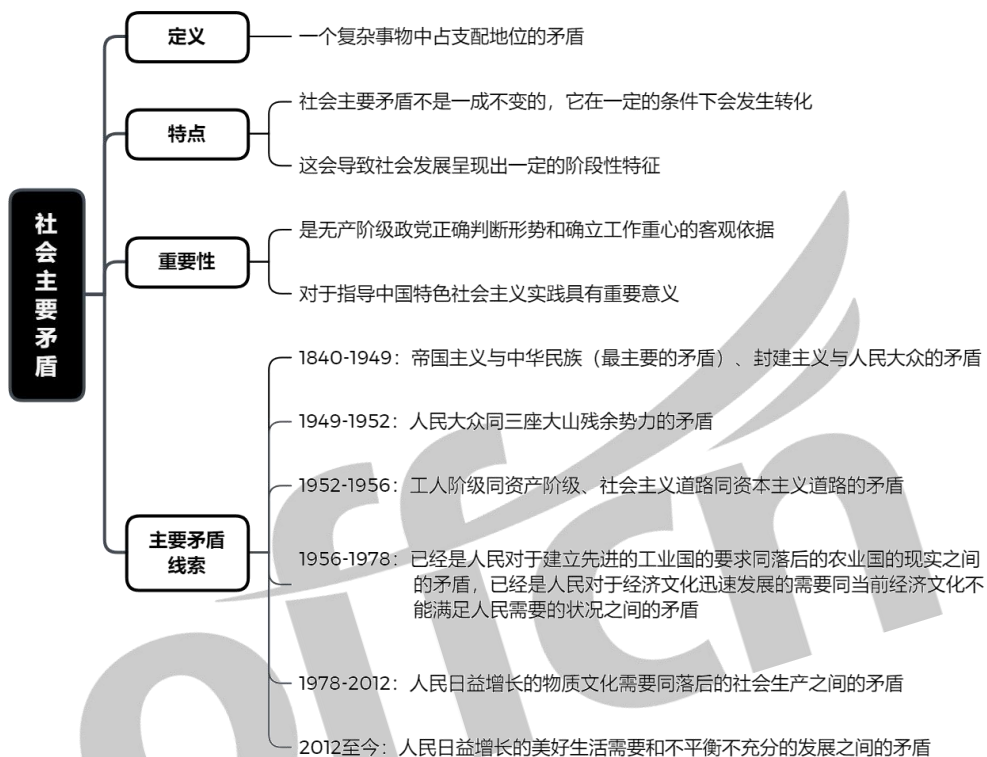 社会主要矛盾
定义
一个复杂事物中占支配地位的矛盾
特点
社会主要矛盾不是一成不变的，它在一定的条件下会发生转化
这会导致社会发展呈现出一定的阶段性特征
重要性
是无产阶级政党正确判断形势和确立工作重心的客观依据
对于指导中国特色社会主义实践具有重要意义
主要矛盾
线索
1840-1949：帝国主义与中华民族（最主要的矛盾）、封建主义与人民大众的矛盾
1949-1952：人民大众同三座大山残余势力的矛盾
1952-1956：工人阶级同资产阶级、社会主义道路同资本主义道路的矛盾
1956-1978：已经是人民对于建立先进的工业国的要求同落后的农业国的现实之间
的矛盾，已经是人民对于经济文化迅速发展的需要同当前经济文化不
能满足人民需要的状况之间的矛盾
1978-2012：人民日益增长的物质文化需要同落后的社会生产之间的矛盾
2012至今：人民日益增长的美好生活需要和不平衡不充分的发展之间的矛盾
offcn